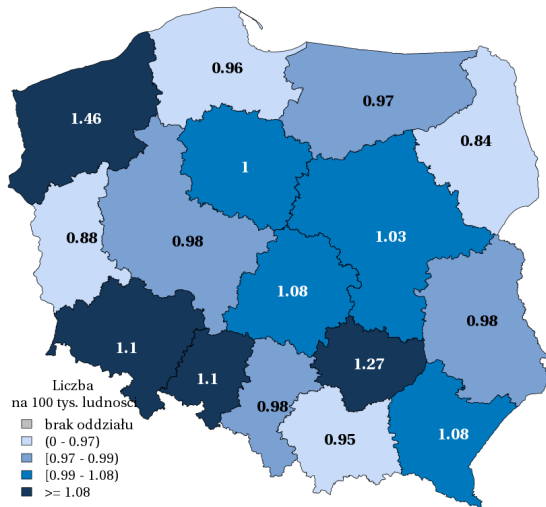 0.96
0.97
1.46
0.84
1
0.88
0.98
1.03
1.08
0.98
1.1
1.1
1.27
0.98
0.95
1.08
Liczba
na 100 tys. ludności
brak oddziału
(0 - 0.97)
[0.97 - 0.99)
[0.99 - 1.08)
>= 1.08